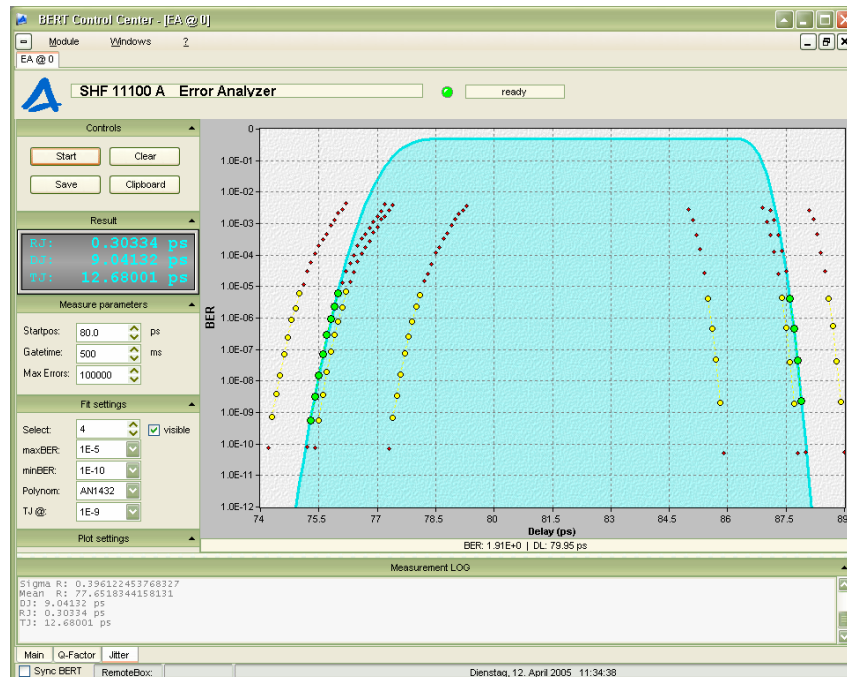 BERT Control Center - [EA @ 0]
Module Windows ?
EA @ 0
SHF 11100 A Error Analyzer
ready
Controls
Start Clear
Save Clipboard
Result
RJ: 0.30334 ps
DJ: 9.04132 ps
TJ: 12.68001 ps
Measure parameters
Startpos: 80.0 ps
Gatetime: 500 ms
Max Errors: 100000
Fit settings
Select: 4 visible
maxBER: 1E-5
minBER: 1E-10
Polynom: AN1432
TJ @: 1E-9
Plot settings
BER
0
1.0E-01
1.0E-02
1.0E-03
1.0E-04
1.0E-05
1.0E-06
1.0E-07
1.0E-08
1.0E-09
1.0E-10
1.0E-11
1.0E-12
74 75.5 77 78.5 80 81.5 83 84.5 86 87.5 89
Delay (ps)
BER: 1.91E+0 | DL: 79.95 ps
Measurement LOG
Sigma R: 0.396122453768327
Mean R: 77.6518344158131
DJ: 9.04132 ps
RJ: 0.30334 ps
TJ: 12.68001 ps
Main Q-Factor Jitter
Sync BERT RemoteBox: Dienstag, 12. April 2005 11:34:38